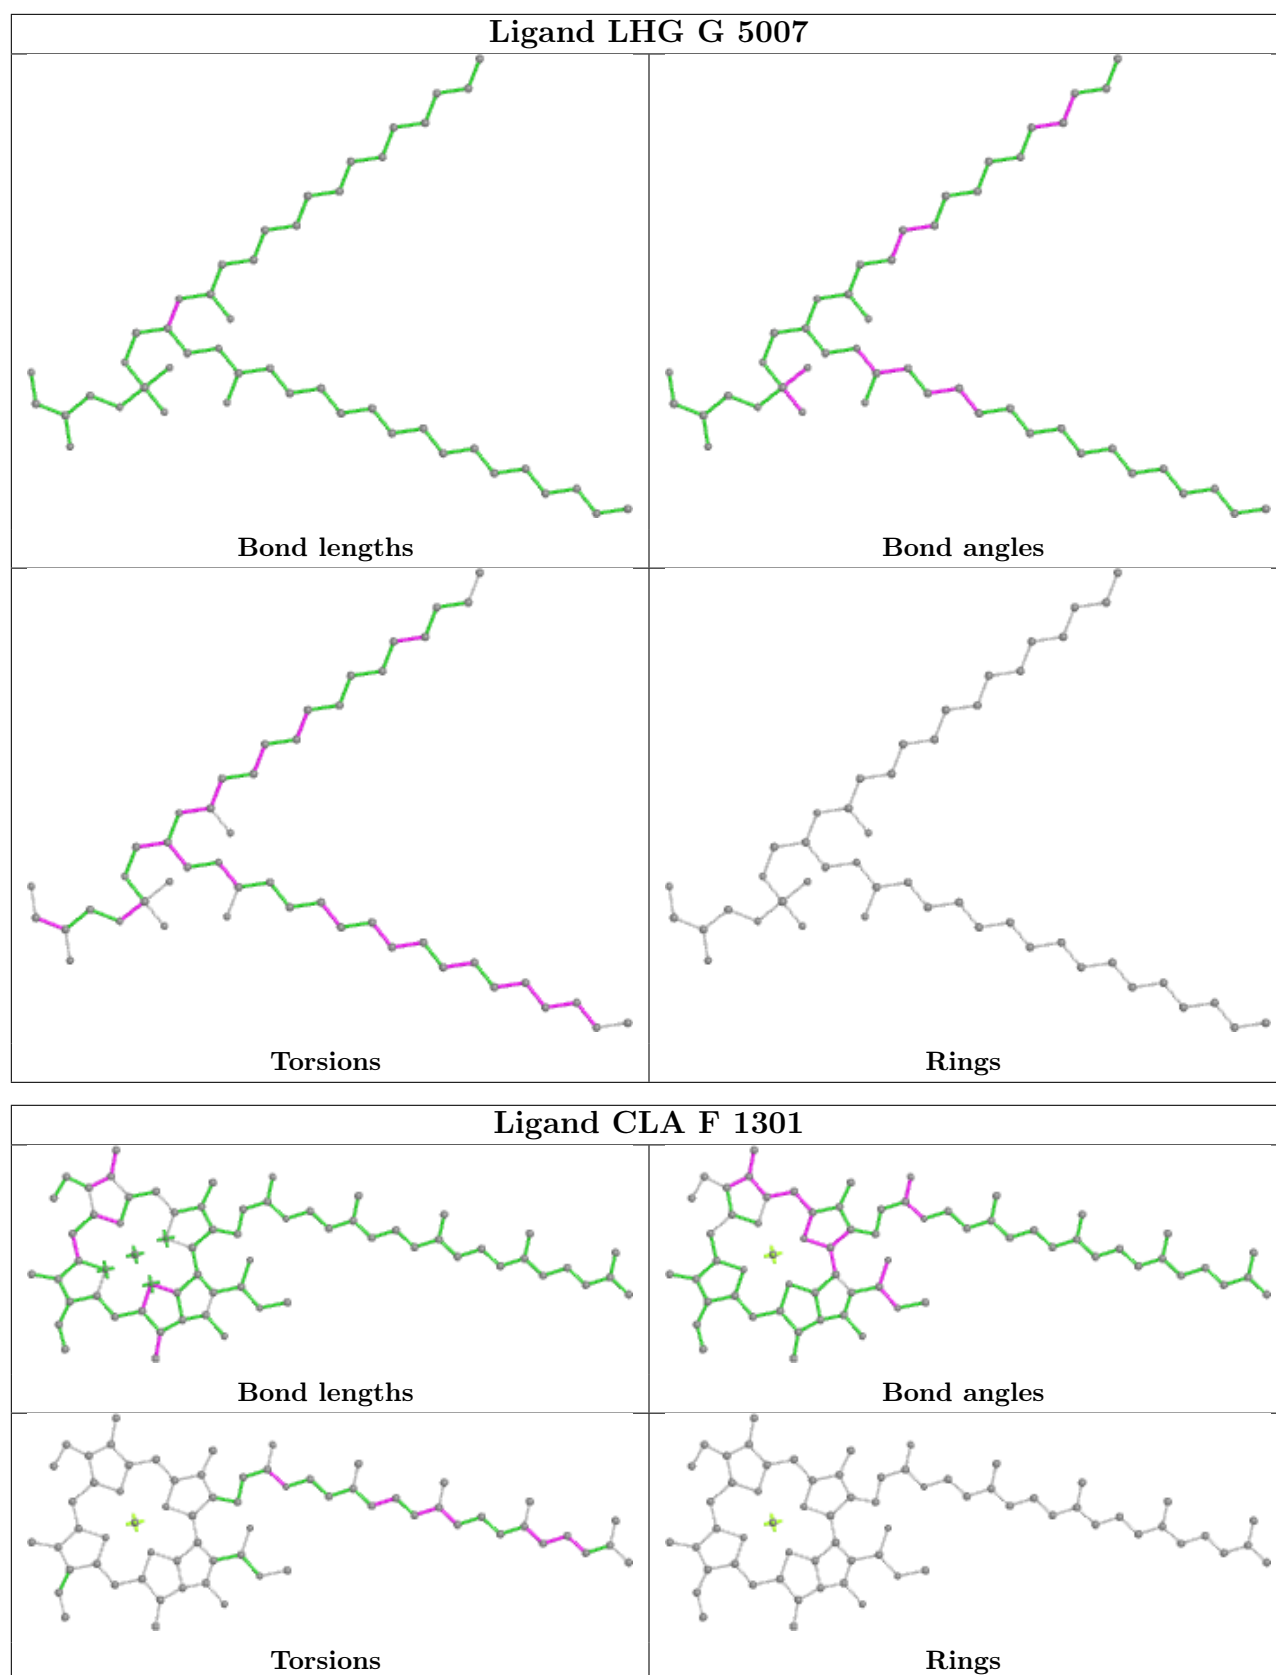 Ligand LHG G 5007
Bond lengths
Bond angles
Torsions
Rings
Ligand CLA F 1301
Bond lengths
Bond angles
Torsions
Rings